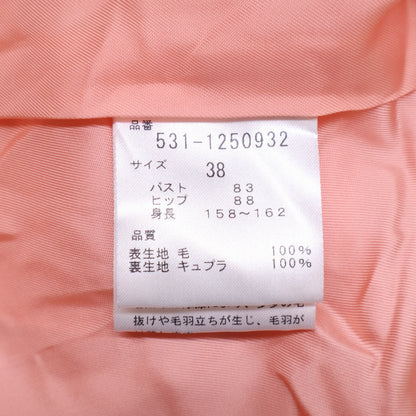 品番
531-1250932
サイズ 38
バスト 83
ヒップ 88
身長 158~162
品質
表生地 毛 100%
裏生地 キュプラ 100%
抜けや毛羽立ちが生じ、毛羽が